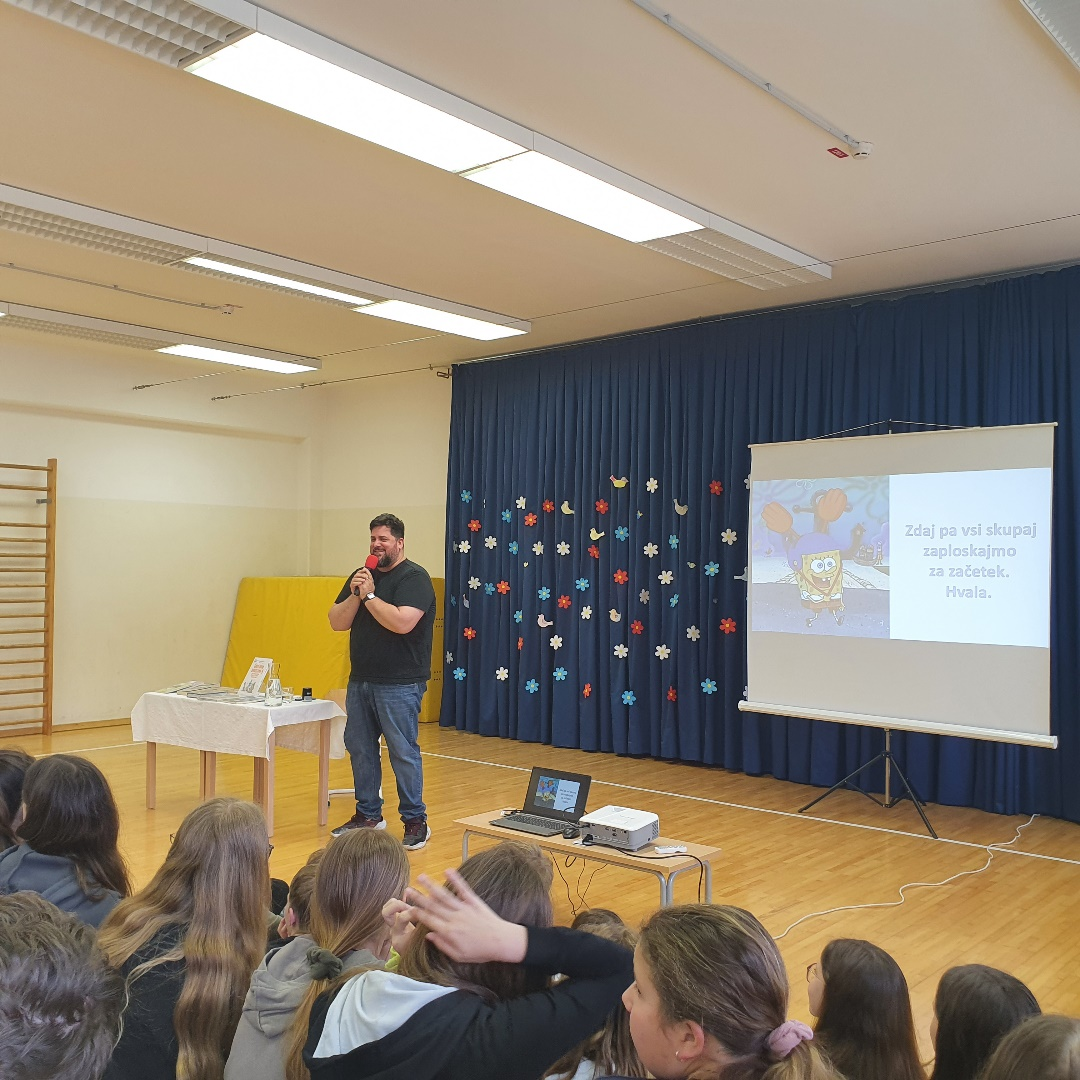 Zdaj pa vsi skupaj
zaploskajmo
za začetek.
Hvala.